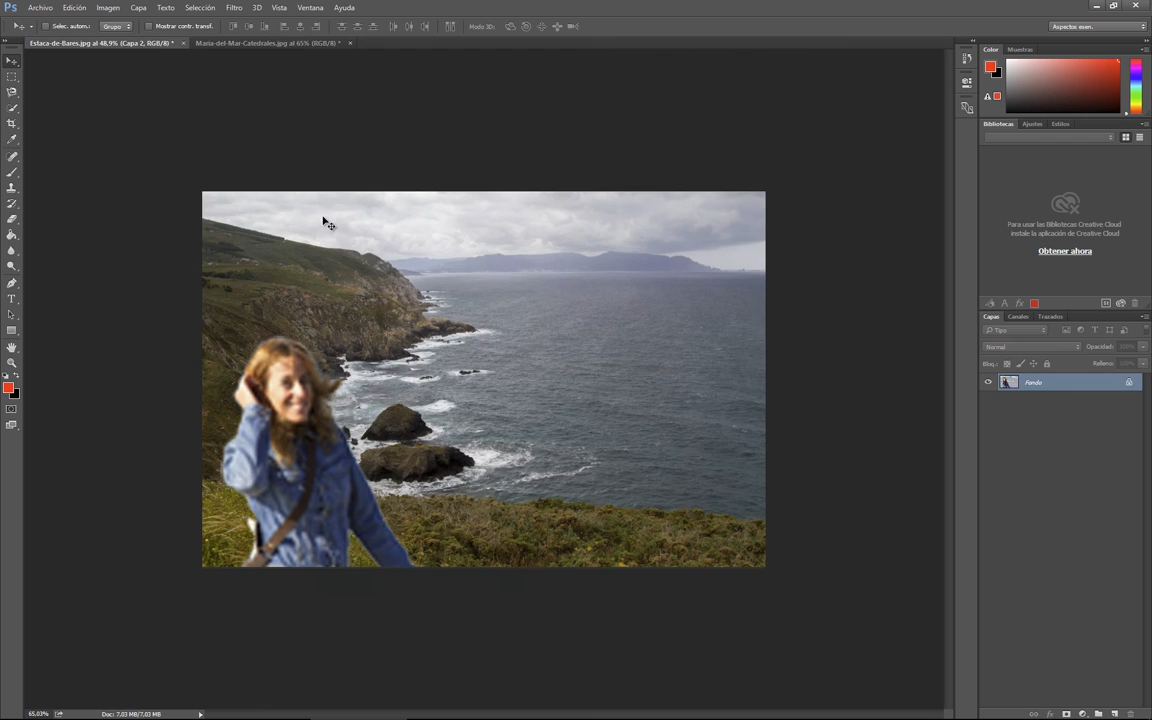 Ps Archivo Edición Imagen Capa Texto Selección Filtro 3D Vista Ventana Ayuda
Selec. autom.: Grupo Mostrar contr. transf. Modo 3D: Aspectos esen.
Estaca-de-Bares.jpg al 48,9% (Capa 2, RGB/8) * × Maria-del-Mar-Catedrales.jpg al 65% (RGB/8) * ×
Color Muestras
Bibliotecas Ajustes Estilos
Para usar las Bibliotecas Creative Cloud
instale la aplicación de Creative Cloud
Obtener ahora
Capas Canales Trazados
Tipo
Normal Opacidad: 100%
Bloq.: Relleno: 100%
Fondo
65,03% Doc: 7,03 MB/7,03 MB